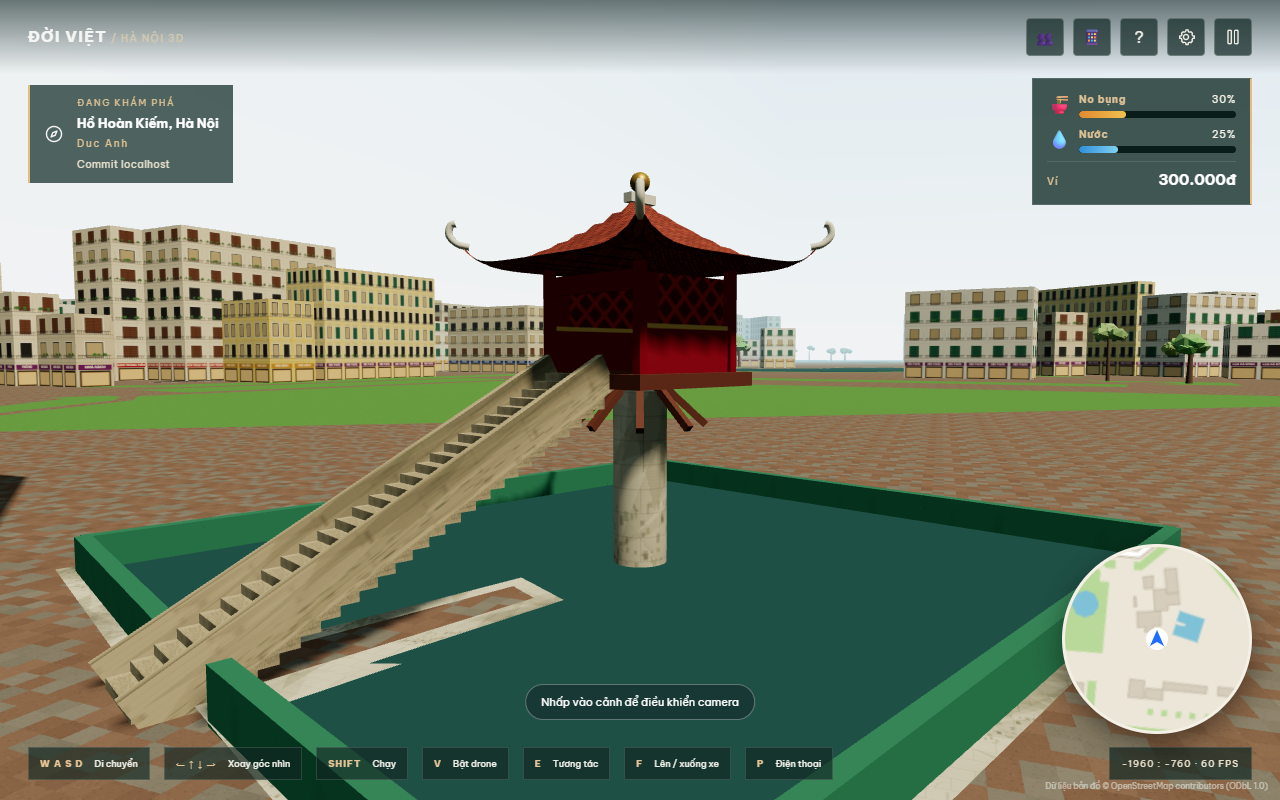 ĐỜI VIỆT / HÀ NỘI 3D
?
ĐANG KHÁM PHÁ
Hồ Hoàn Kiếm, Hà Nội
Duc Anh
Commit localhost
No bụng 30%
Nước 25%
Ví 300.000đ
Nhấp vào cảnh để điều khiển camera
W A S D Di chuyển
←↑↓→ Xoay góc nhìn
SHIFT Chạy
V Bật drone
E Tương tác
F Lên / xuống xe
P Điện thoại
-1960 : -760 · 60 FPS
Dữ liệu bản đồ © OpenStreetMap contributors (ODbL 1.0)